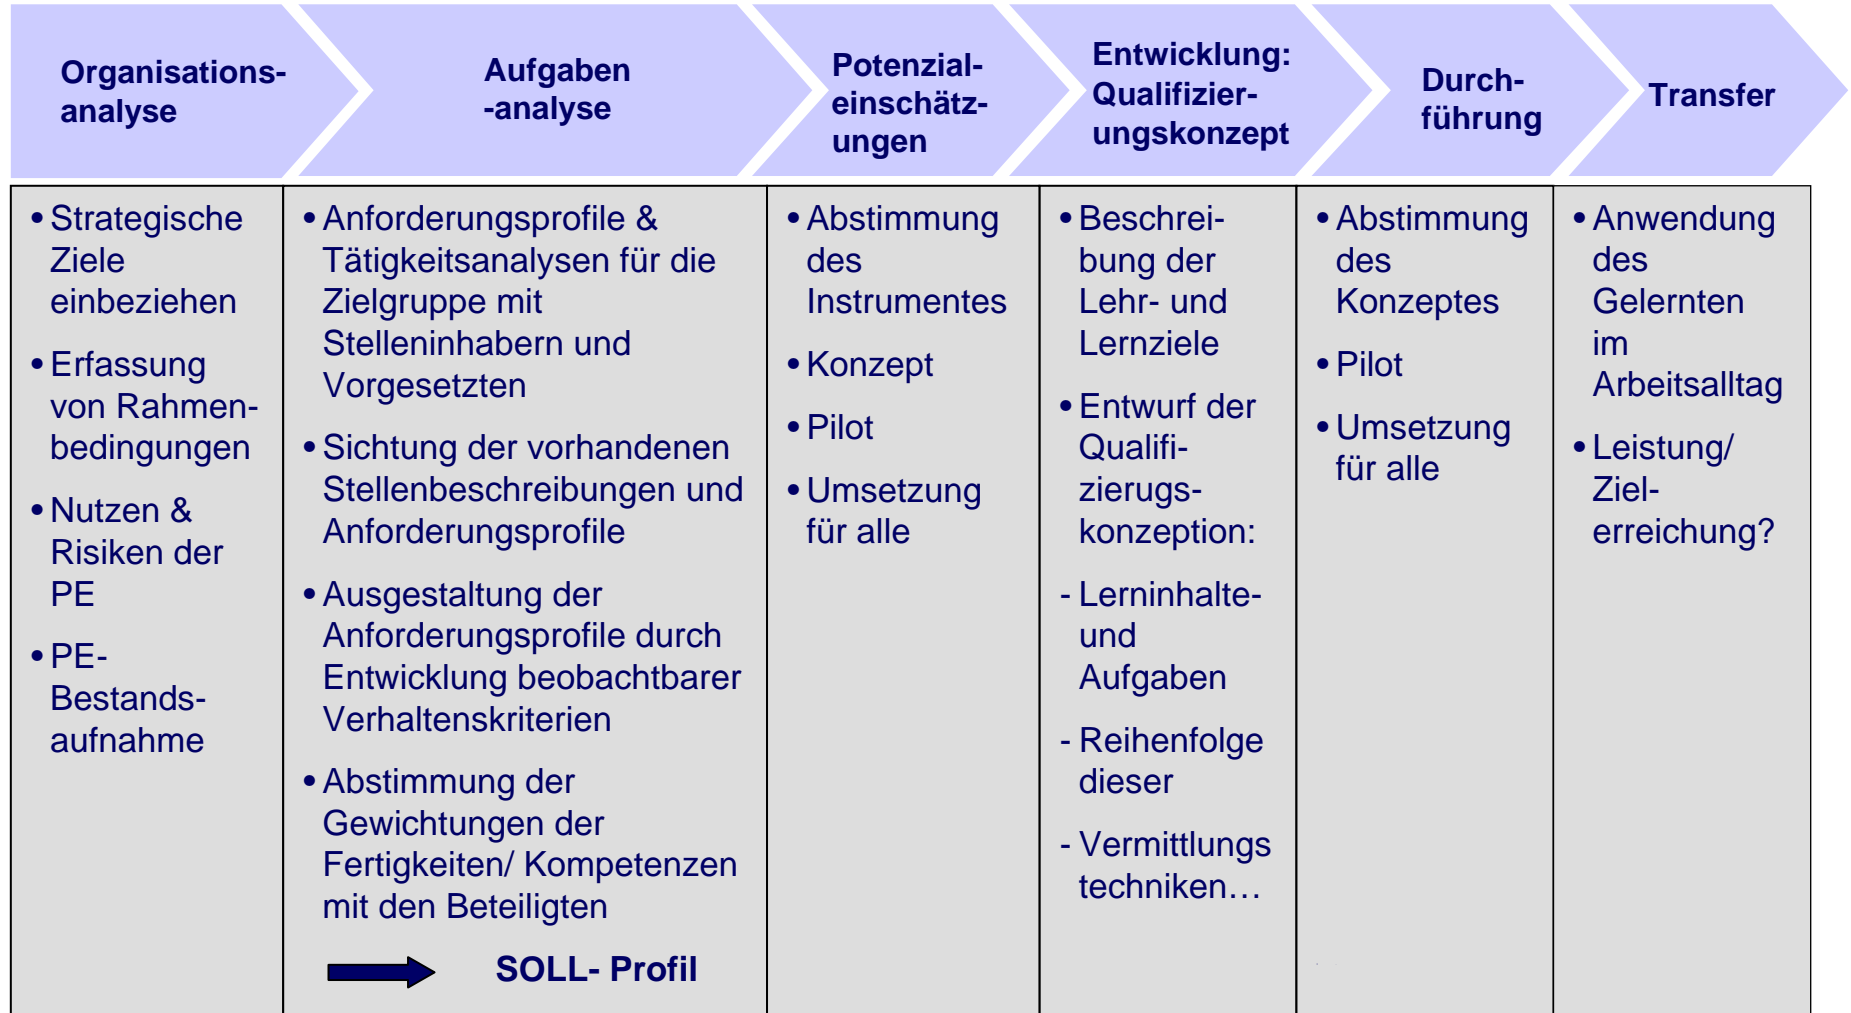 Organisations-
analyse
Aufgaben
-analyse
Potenzial-
einschätz-
ungen
Entwicklung:
Qualifizier-
ungskonzept
Durch-
führung
Transfer
• Strategische
Ziele
einbeziehen
• Erfassung
von Rahmen-
bedingungen
• Nutzen &
Risiken der
PE
• PE-
Bestands-
aufnahme
• Anforderungsprofile &
Tätigkeitsanalysen für die
Zielgruppe mit
Stelleninhabern und
Vorgesetzten
• Sichtung der vorhandenen
Stellenbeschreibungen und
Anforderungsprofile
• Ausgestaltung der
Anforderungsprofile durch
Entwicklung beobachtbarer
Verhaltenskriterien
• Abstimmung der
Gewichtungen der
Fertigkeiten/ Kompetenzen
mit den Beteiligten
SOLL- Profil
• Abstimmung
des
Instrumentes
• Konzept
• Pilot
• Umsetzung
für alle
• Beschrei-
bung der
Lehr- und
Lernziele
• Entwurf der
Qualifi-
zierugs-
konzeption:
- Lerninhalte-
und
Aufgaben
- Reihenfolge
dieser
- Vermittlungs
techniken…
• Abstimmung
des
Konzeptes
• Pilot
• Umsetzung
für alle
• Anwendung
des
Gelernten
im
Arbeitsalltag
• Leistung/
Ziel-
erreichung?